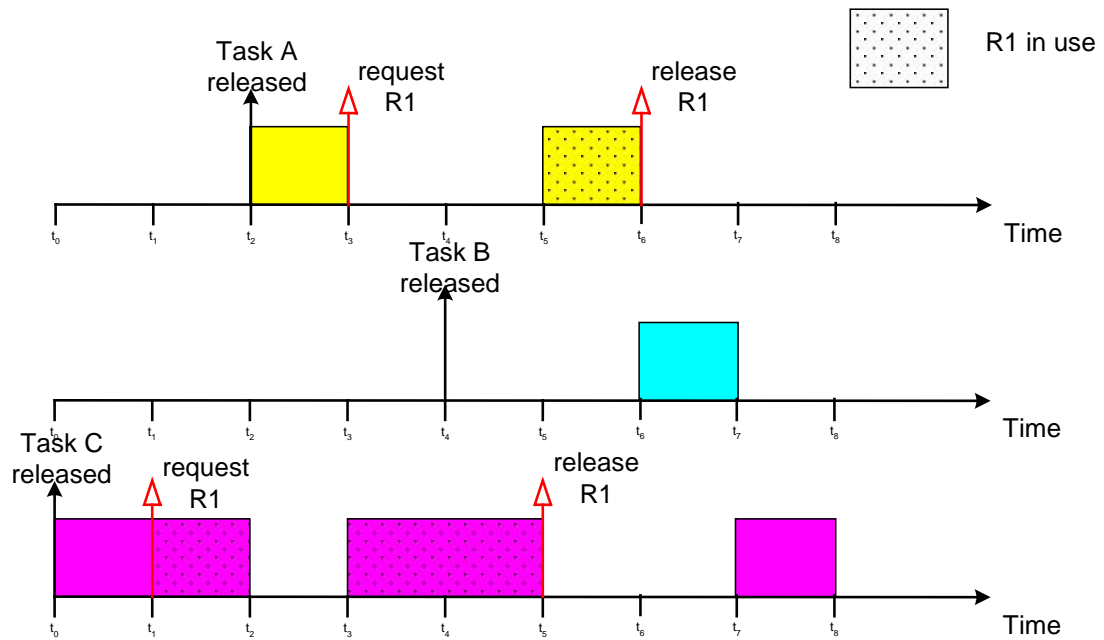 Task A
released
request
R1
release
R1
R1 in use
t0 t1 t2 t3 t4 t5 t6 t7 t8
Time
Task B
released
t0 t1 t2 t3 t4 t5 t6 t7 t8
Time
Task C
released
request
R1
release
R1
t0 t1 t2 t3 t4 t5 t6 t7 t8
Time